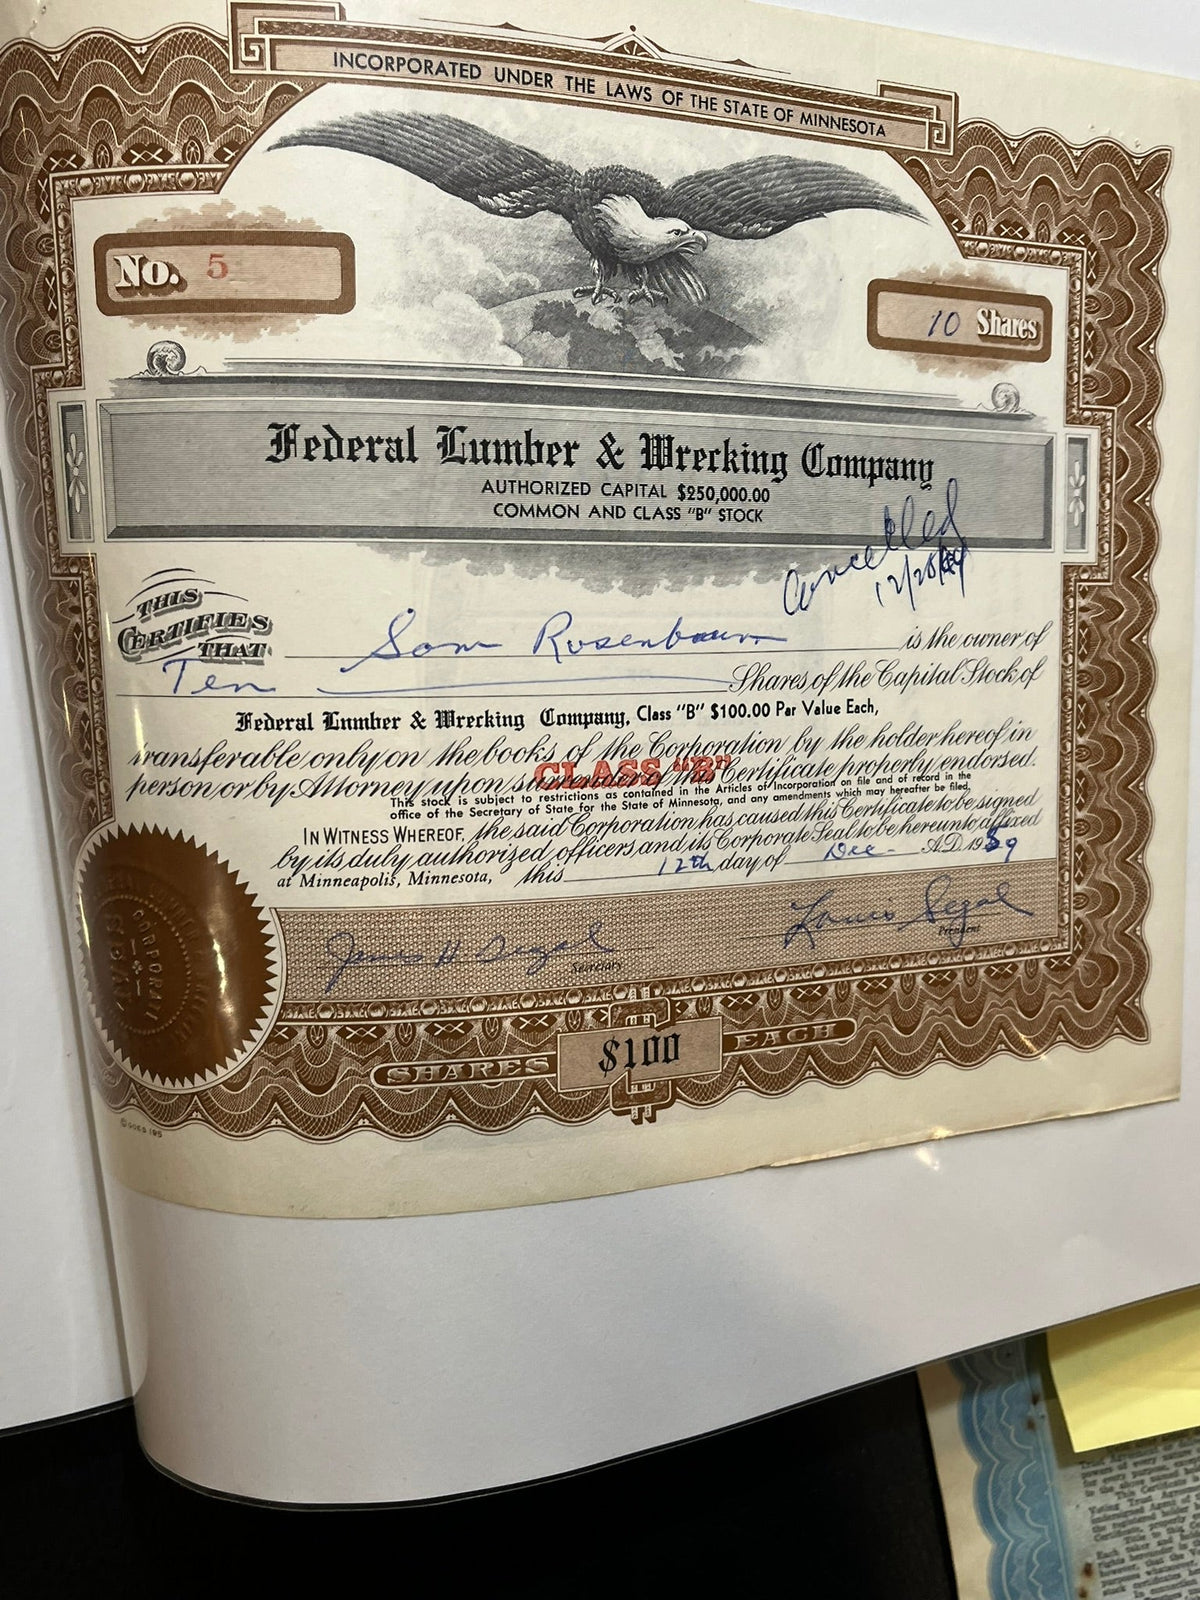 INCORPORATED UNDER THE LAWS OF THE STATE OF MINNESOTA
No. 5
10 Shares
Federal Lumber & Wrecking Company
AUTHORIZED CAPITAL $250,000.00
COMMON AND CLASS "B" STOCK
Cancelled
THIS
CERTIFIES
THAT
Sam Rosenbaum is the owner of
Ten Shares of the Capital Stock of
Federal Lumber & Wrecking Company, Class "B" $100.00 Par Value Each,
transferable only on the books of the Corporation by the holder hereof in
person or by Attorney upon surrender of this Certificate properly endorsed.
CLASS "B"
This stock is subject to restrictions as contained in the Articles of Incorporation on file and of record in the
office of the Secretary of State for the State of Minnesota, and any amendments which may hereafter be filed.
IN WITNESS WHEREOF, the said Corporation has caused this Certificate to be signed
by its duly authorized officers and its Corporate Seal to be hereunto affixed
at Minneapolis, Minnesota, this 12th day of Dec. A.D. 1959
James H. Segal
Secretary
Louis Segal
President
CORPORATE
SEAL
SHARES $100 EACH
©GOES 195